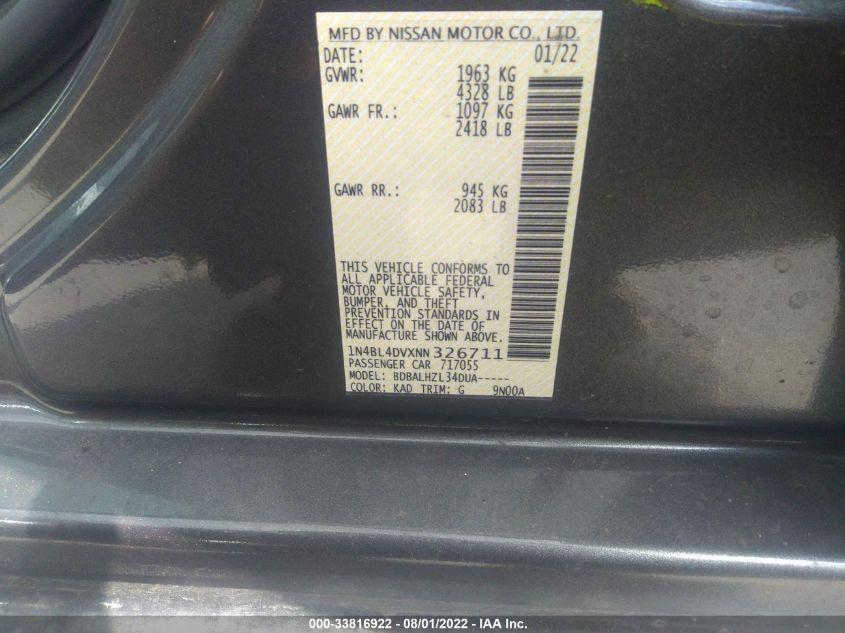 MFD BY NISSAN MOTOR CO., LTD.
DATE: 01/22
GVWR: 1963 KG
4328 LB
GAWR FR.: 1097 KG
2418 LB
GAWR RR.: 945 KG
2083 LB
THIS VEHICLE CONFORMS TO
ALL APPLICABLE FEDERAL
MOTOR VEHICLE SAFETY,
BUMPER, AND THEFT
PREVENTION STANDARDS IN
EFFECT ON THE DATE OF
MANUFACTURE SHOWN ABOVE.
1N4BL4DVXNN326711
PASSENGER CAR 717055
MODEL: BDBALHZL34DUA-----
COLOR: KAD TRIM: G 9N00A
000-33816922 - 08/01/2022 - IAA Inc.